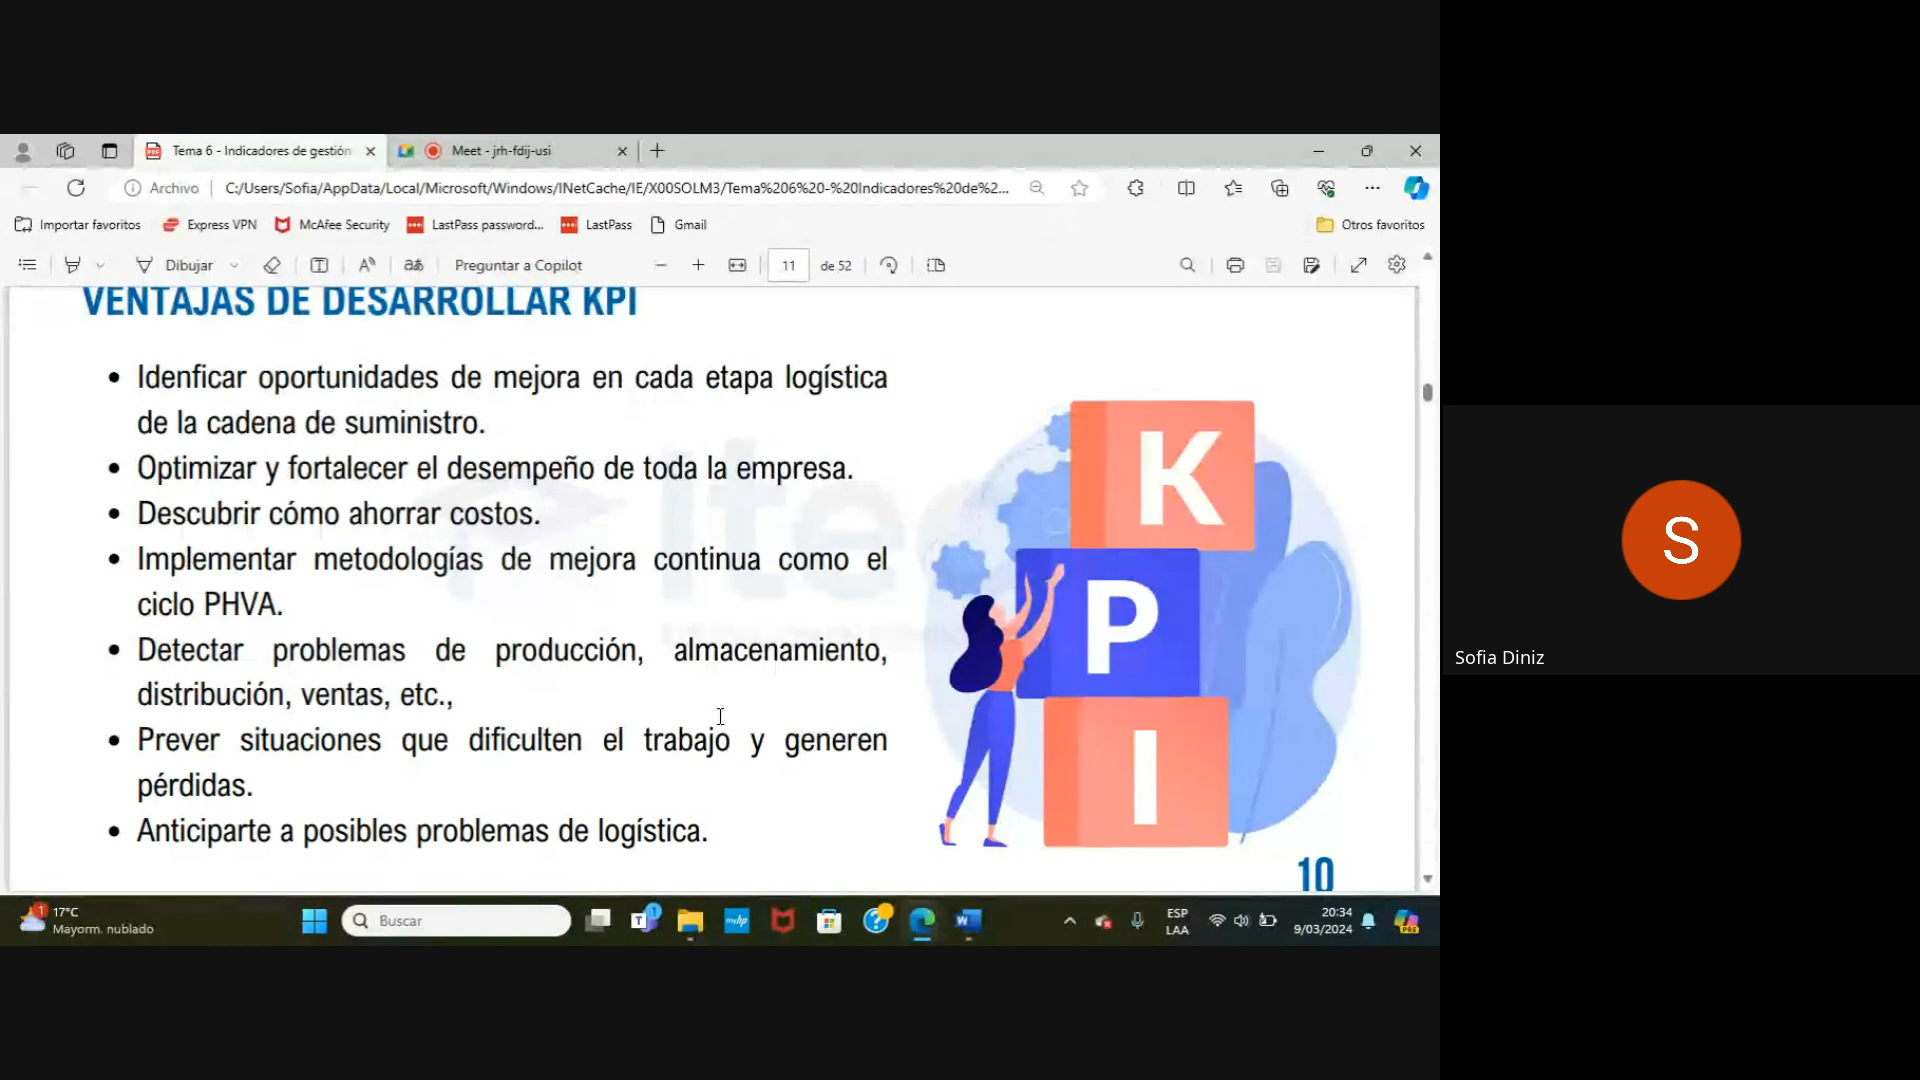 Tema 6 - Indicadores de gestión
Meet - jrh-fdij-usi
Archivo
C:/Users/Sofia/AppData/Local/Microsoft/Windows/INetCache/IE/X00SOLM3/Tema%206%20-%20Indicadores%20de%2...
Importar favoritos
Express VPN
McAfee Security
LastPass password...
LastPass
Gmail
Otros favoritos
Dibujar
aあ
Preguntar a Copilot
11
de 52
VENTAJAS DE DESARROLLAR KPI
• Idenficar oportunidades de mejora en cada etapa logística
de la cadena de suministro.
• Optimizar y fortalecer el desempeño de toda la empresa.
• Descubrir cómo ahorrar costos.
• Implementar metodologías de mejora continua como el
ciclo PHVA.
• Detectar problemas de producción, almacenamiento,
distribución, ventas, etc.,
• Prever situaciones que dificulten el trabajo y generen
pérdidas.
• Anticiparte a posibles problemas de logística.
K
P
I
10
S
Sofia Diniz
1
17°C
Mayorm. nublado
Buscar
1
myhp
ESP
LAA
20:34
9/03/2024
PRE